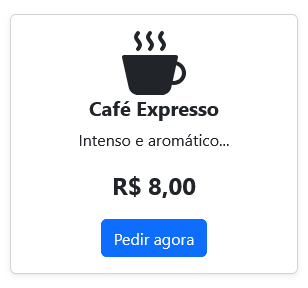 Café Expresso
Intenso e aromático...
R$ 8,00
Pedir agora